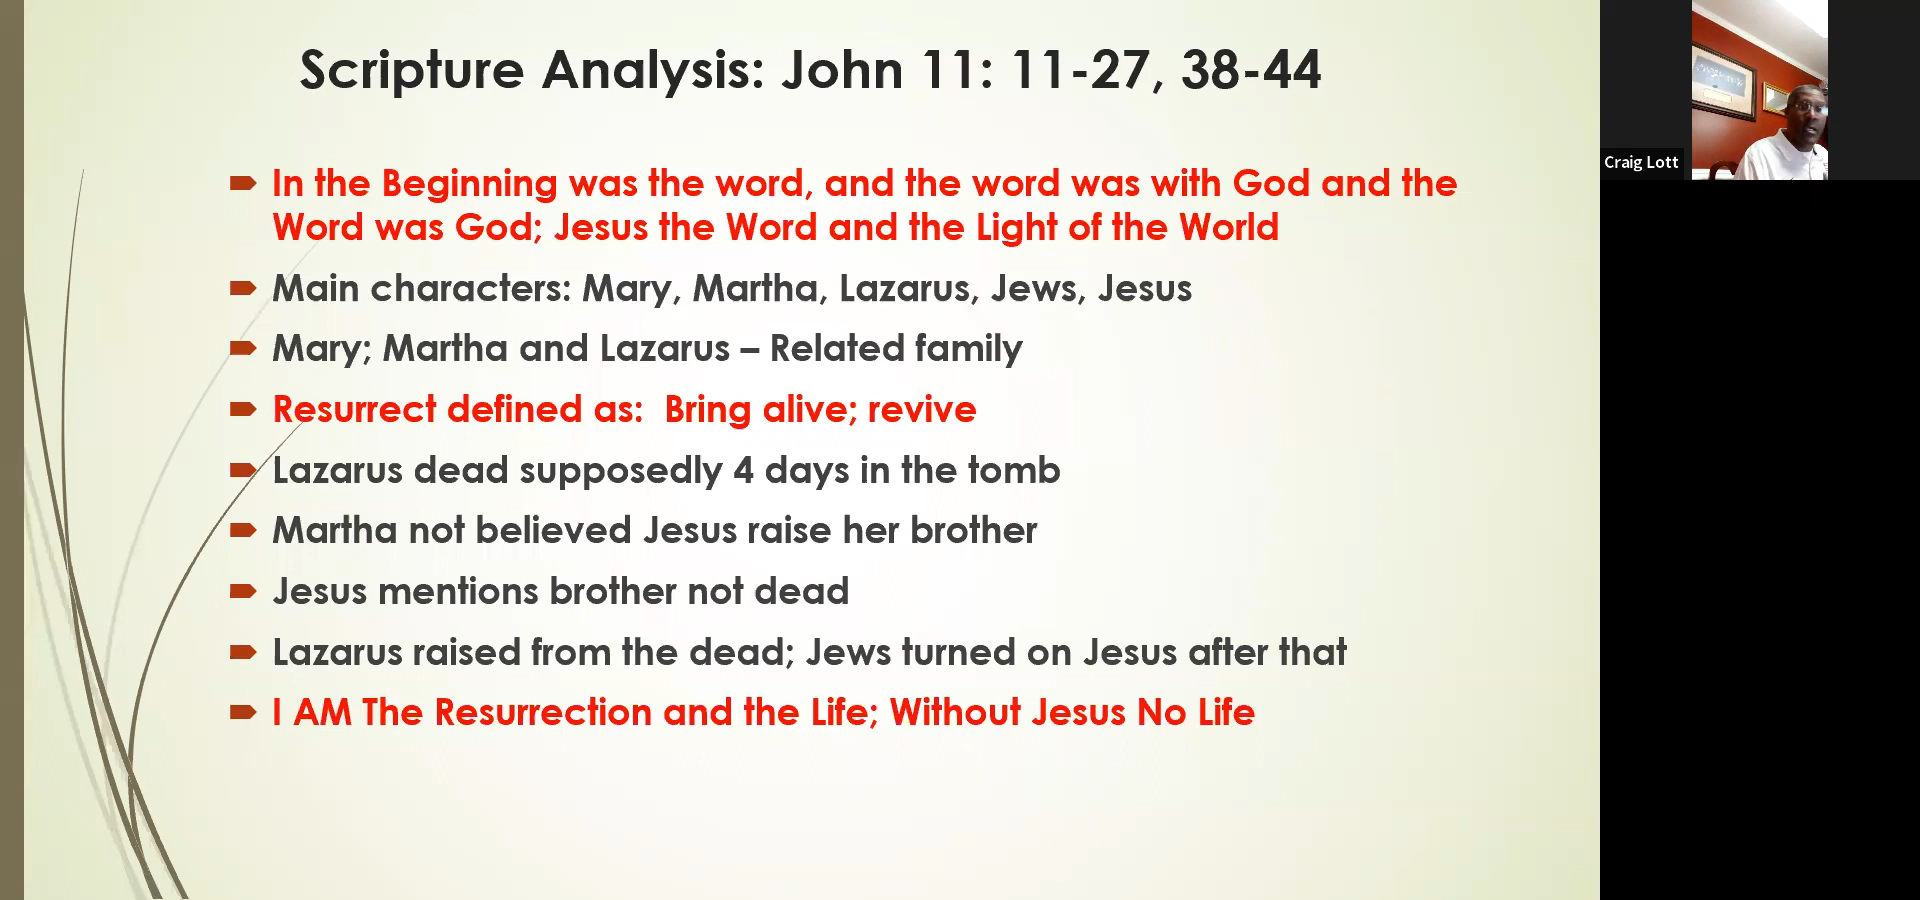 Scripture Analysis: John 11: 11-27, 38-44
In the Beginning was the word, and the word was with God and the
Word was God; Jesus the Word and the Light of the World
Main characters: Mary, Martha, Lazarus, Jews, Jesus
Mary; Martha and Lazarus – Related family
Resurrect defined as:  Bring alive; revive
Lazarus dead supposedly 4 days in the tomb
Martha not believed Jesus raise her brother
Jesus mentions brother not dead
Lazarus raised from the dead; Jews turned on Jesus after that
I AM The Resurrection and the Life; Without Jesus No Life
Craig Lott